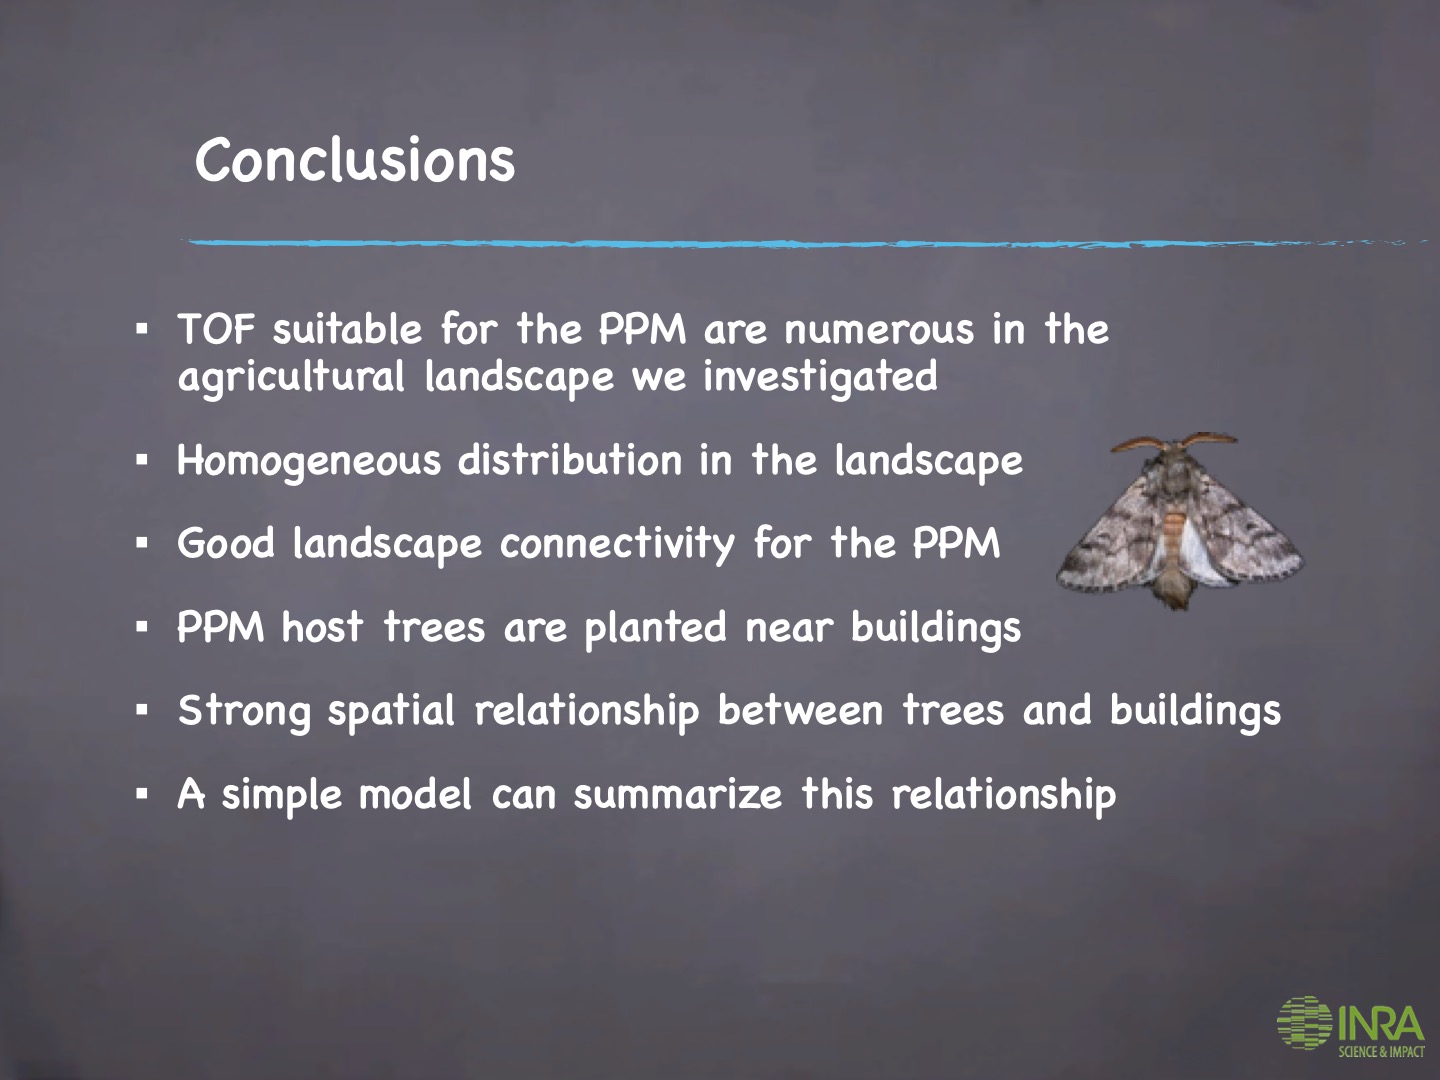 Conclusions
▪ TOF suitable for the PPM are numerous in the
agricultural landscape we investigated
▪ Homogeneous distribution in the landscape
▪ Good landscape connectivity for the PPM
▪ PPM host trees are planted near buildings
▪ Strong spatial relationship between trees and buildings
▪ A simple model can summarize this relationship
INRA
SCIENCE & IMPACT